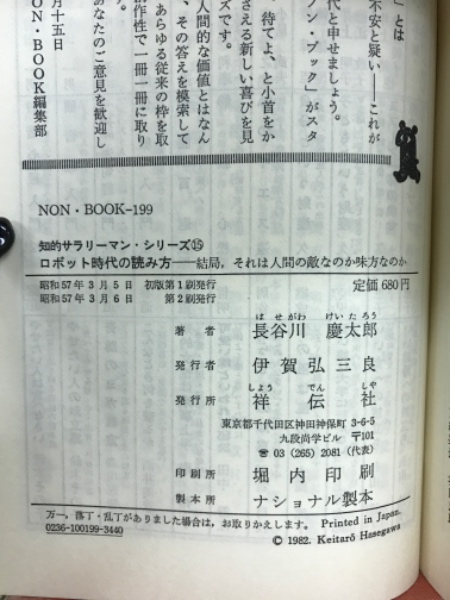 」とは
不安と疑い——これが
代と申せましょう。
ノン・ブック」がスタ
、待てよ、と小首をか
さえる新しい喜びを見
ズです。
人間的な価値とはなん
、その答えを模索して
あらゆる従来の枠を取
作性で一冊一冊に取り
。
あなたのご意見を歓迎し
月十五日
ON・BOOK編集部
NON・BOOK-199
知的サラリーマン・シリーズ⑮
ロボット時代の読み方——結局，それは人間の敵なのか味方なのか
昭和57年3月5日 初版第1刷発行 定価680円
昭和57年3月6日 第2刷発行
はせがわ けいたろう
著者 長谷川 慶太郎
発行者 伊賀弘三良
しょう でん しゃ
発行所 祥伝社
東京都千代田区神田神保町3-6-5
九段尚学ビル 〒101
☎ 03 (265) 2081 (代表)
印刷所 堀内印刷
製本所 ナショナル製本
万一，落丁・乱丁がありました場合は，お取りかえします。 Printed in Japan.
0236-100199-3440 © 1982. Keitarō Hasegawa